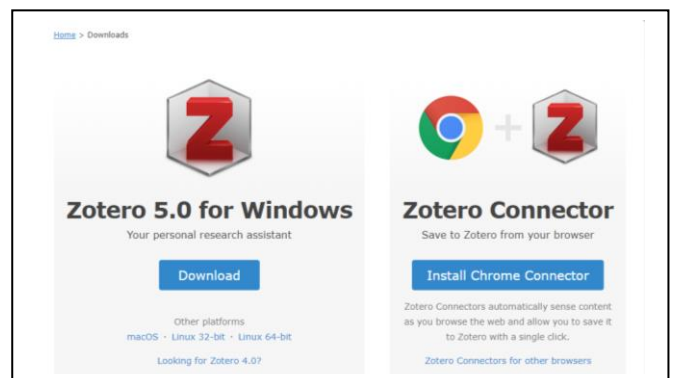 Home > Downloads
Zotero 5.0 for Windows
Your personal research assistant
Download
Other platforms
macOS · Linux 32-bit · Linux 64-bit
Looking for Zotero 4.0?
Zotero Connector
Save to Zotero from your browser
Install Chrome Connector
Zotero Connectors automatically sense content
as you browse the web and allow you to save it
to Zotero with a single click.
Zotero Connectors for other browsers